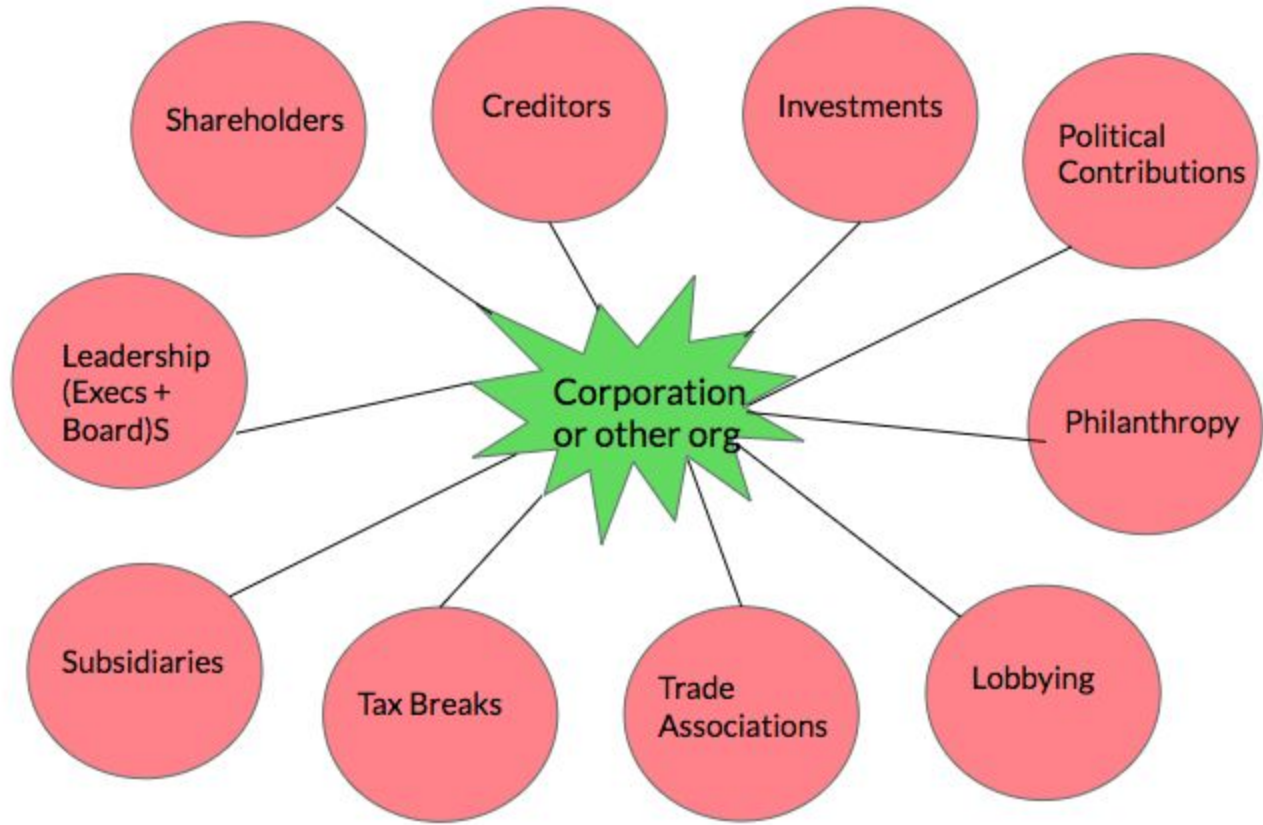 Shareholders
Creditors
Investments
Political
Contributions
Leadership
(Execs +
Board)S
Corporation
or other org
Philanthropy
Subsidiaries
Tax Breaks
Trade
Associations
Lobbying